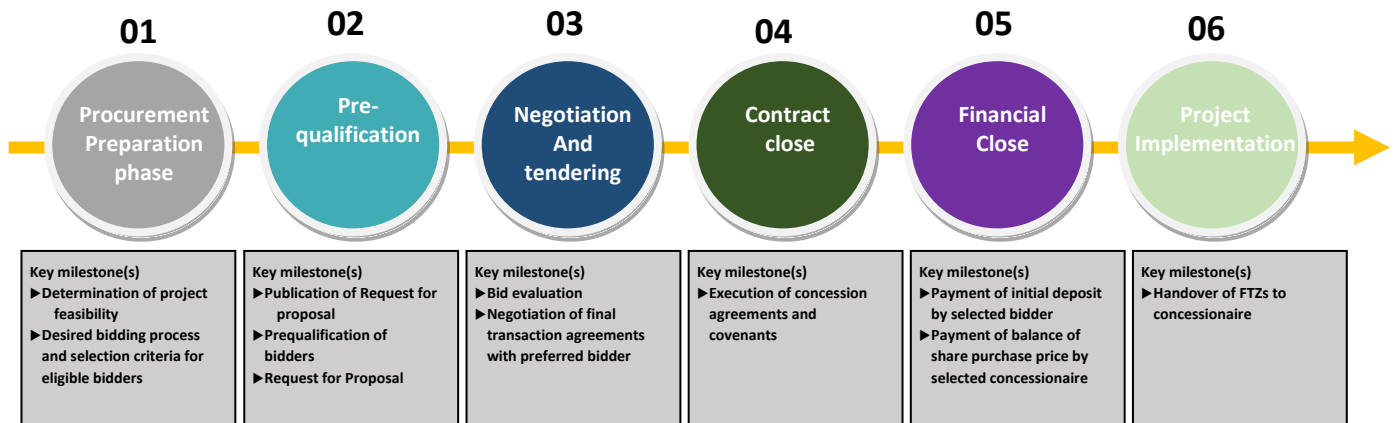 01
02
03
04
05
06
Procurement
Preparation
phase
Pre-
qualification
Negotiation
And
tendering
Contract
close
Financial
Close
Project
Implementation
Key milestone(s)
▶Determination of project
feasibility
▶Desired bidding process
and selection criteria for
eligible bidders
Key milestone(s)
▶Publication of Request for
proposal
▶Prequalification of
bidders
▶Request for Proposal
Key milestone(s)
▶Bid evaluation
▶Negotiation of final
transaction agreements
with preferred bidder
Key milestone(s)
▶Execution of concession
agreements and
covenants
Key milestone(s)
▶Payment of initial deposit
by selected bidder
▶Payment of balance of
share purchase price by
selected concessionaire
Key milestone(s)
▶Handover of FTZs to
concessionaire